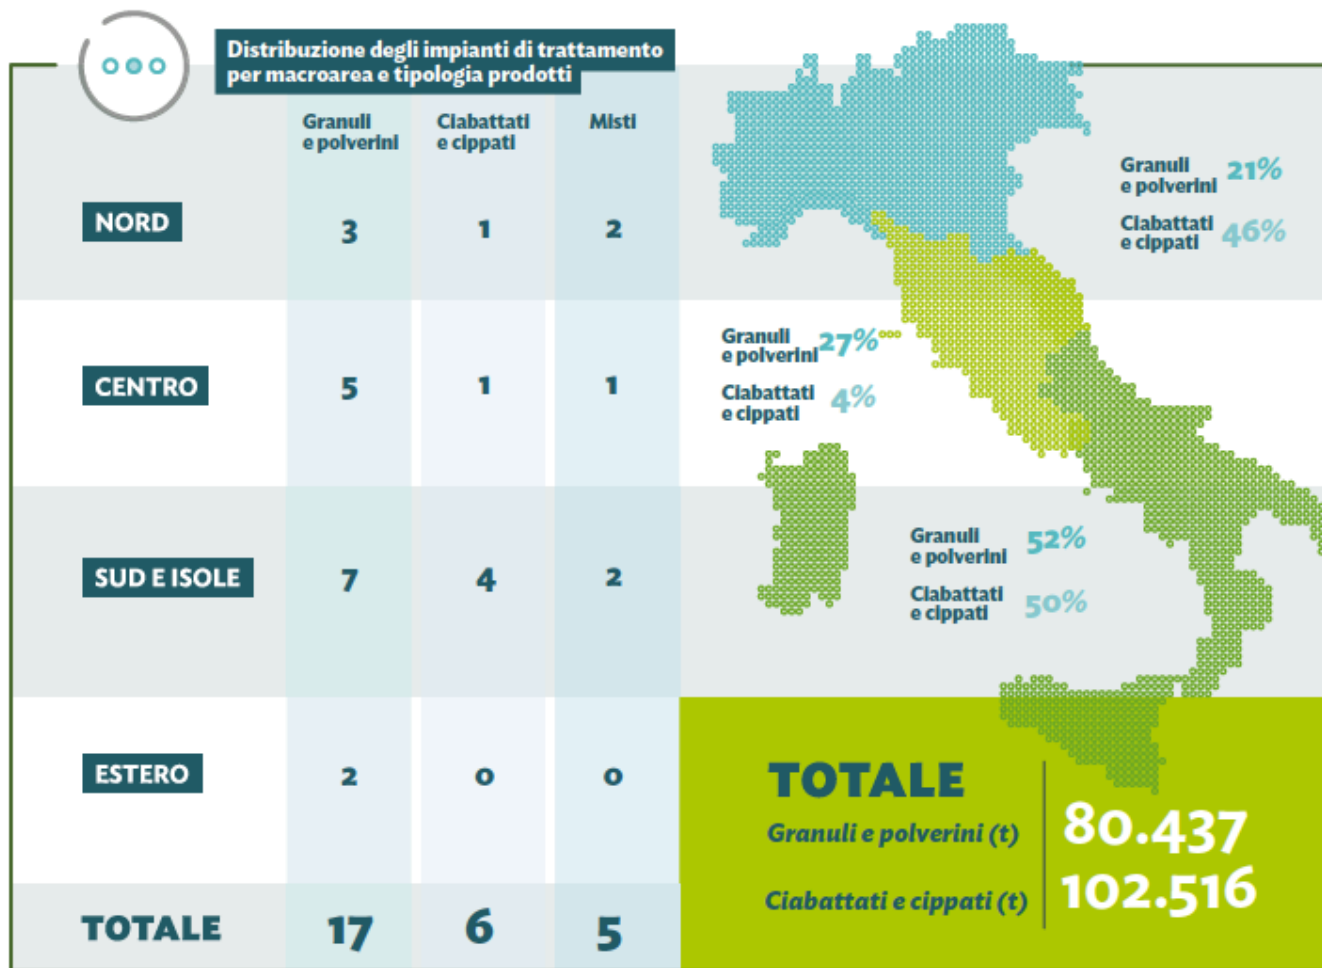 Distribuzione degli impianti di trattamento
per macroarea e tipologia prodotti
Granuli
e polverini
Ciabattati
e cippati
Misti
NORD
3
1
2
CENTRO
5
1
1
SUD E ISOLE
7
4
2
ESTERO
2
0
0
TOTALE
17
6
5
Granuli
e polverini
21%
Ciabattati
e cippati
46%
Granuli
e polverini
27%
Ciabattati
e cippati
4%
Granuli
e polverini
52%
Ciabattati
e cippati
50%
TOTALE
Granuli e polverini (t)
80.437
Ciabattati e cippati (t)
102.516